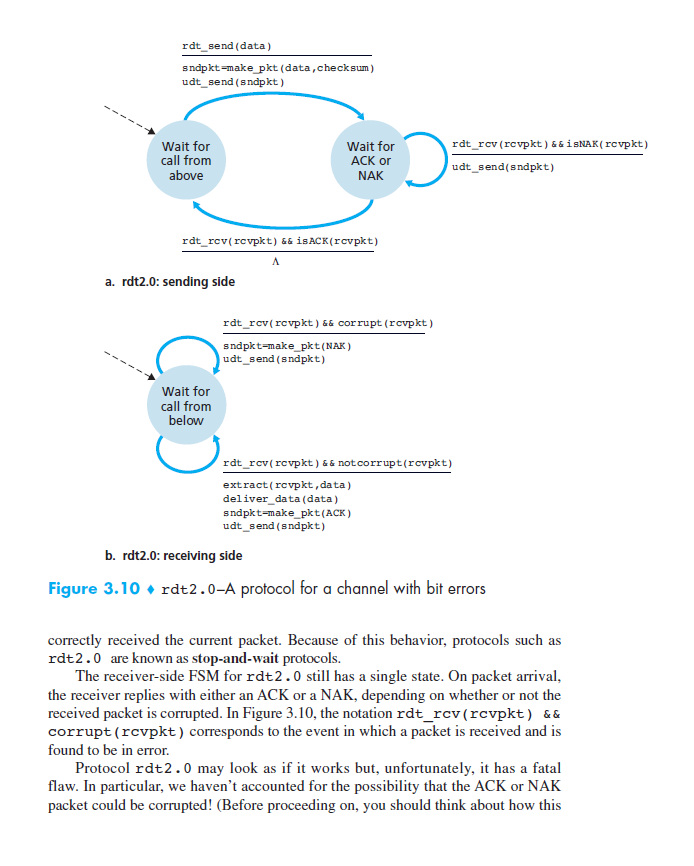 rdt_send(data)
sndpkt=make_pkt(data,checksum)
udt_send(sndpkt)
Wait for
call from
above
Wait for
ACK or
NAK
rdt_rcv(rcvpkt)&&isNAK(rcvpkt)
udt_send(sndpkt)
rdt_rcv(rcvpkt)&& isACK(rcvpkt)
Λ
a. rdt2.0: sending side
rdt_rcv(rcvpkt)&& corrupt(rcvpkt)
sndpkt=make_pkt(NAK)
udt_send(sndpkt)
Wait for
call from
below
rdt_rcv(rcvpkt)&& notcorrupt(rcvpkt)
extract(rcvpkt,data)
deliver_data(data)
sndpkt=make_pkt(ACK)
udt_send(sndpkt)
b. rdt2.0: receiving side
Figure 3.10 ♦ rdt2.0–A protocol for a channel with bit errors
correctly received the current packet. Because of this behavior, protocols such as
rdt2.0 are known as stop-and-wait protocols.
The receiver-side FSM for rdt2.0 still has a single state. On packet arrival,
the receiver replies with either an ACK or a NAK, depending on whether or not the
received packet is corrupted. In Figure 3.10, the notation rdt_rcv(rcvpkt) &&
corrupt(rcvpkt) corresponds to the event in which a packet is received and is
found to be in error.
Protocol rdt2.0 may look as if it works but, unfortunately, it has a fatal
flaw. In particular, we haven't accounted for the possibility that the ACK or NAK
packet could be corrupted! (Before proceeding on, you should think about how this